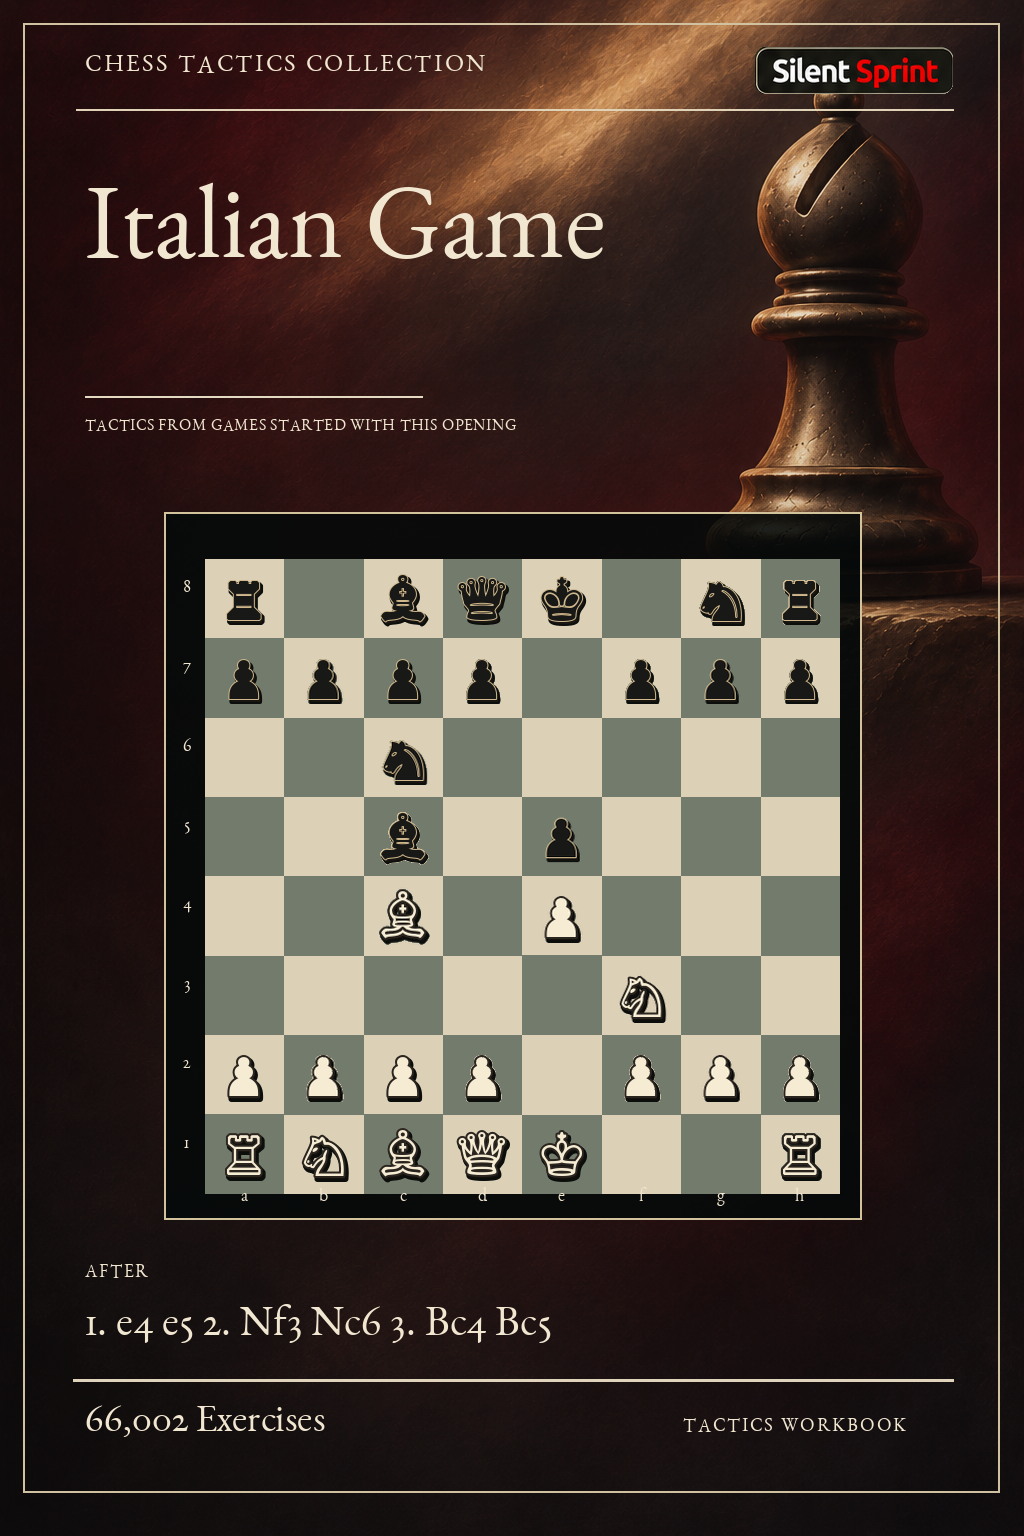 CHESS TACTICS COLLECTION
Silent Sprint
Italian Game
TACTICS FROM GAMES STARTED WITH THIS OPENING
8
7
6
5
4
3
2
1
a b c d e f g h
AFTER
1. e4 e5 2. Nf3 Nc6 3. Bc4 Bc5
66,002 Exercises
TACTICS WORKBOOK